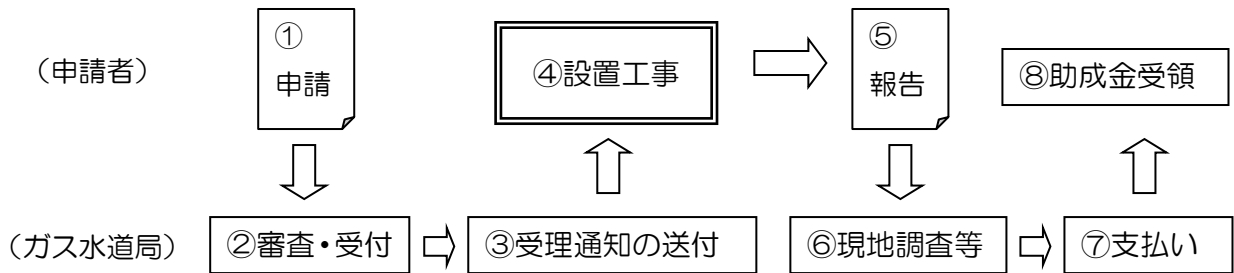 ①
申請
④設置工事
⑤
報告
(申請者)
⑧助成金受領
(ガス水道局)
②審査・受付
③受理通知の送付
⑥現地調査等
⑦支払い